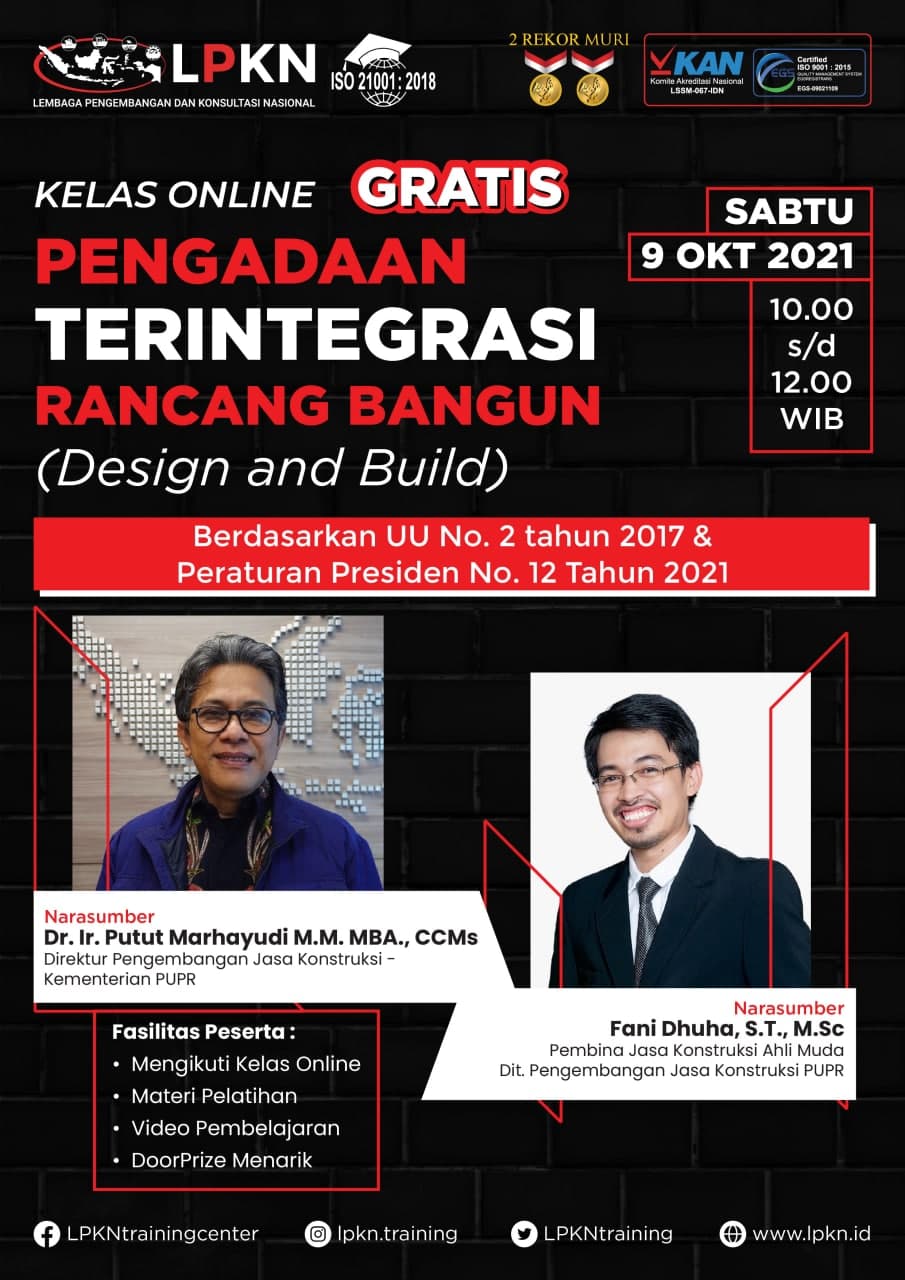 LPKN
LEMBAGA PENGEMBANGAN DAN KONSULTASI NASIONAL
ISO 21001 : 2018
2 REKOR MURI
KAN
Komite Akreditasi Nasional
LSSM-067-IDN
EGS
Certified
ISO 9001 : 2015
QUALITY MANAGEMENT SYSTEM
EGS-09021109
KELAS ONLINE GRATIS
PENGADAAN
TERINTEGRASI
RANCANG BANGUN
(Design and Build)
SABTU
9 OKT 2021
10.00
s/d
12.00
WIB
Berdasarkan UU No. 2 tahun 2017 &
Peraturan Presiden No. 12 Tahun 2021
Narasumber
Dr. Ir. Putut Marhayudi M.M. MBA., CCMs
Direktur Pengembangan Jasa Konstruksi -
Kementerian PUPR
Narasumber
Fani Dhuha, S.T., M.Sc
Pembina Jasa Konstruksi Ahli Muda
Dit. Pengembangan Jasa Konstruksi PUPR
Fasilitas Peserta :
• Mengikuti Kelas Online
• Materi Pelatihan
• Video Pembelajaran
• DoorPrize Menarik
LPKNtrainingcenter
lpkn.training
LPKNtraining
www.lpkn.id